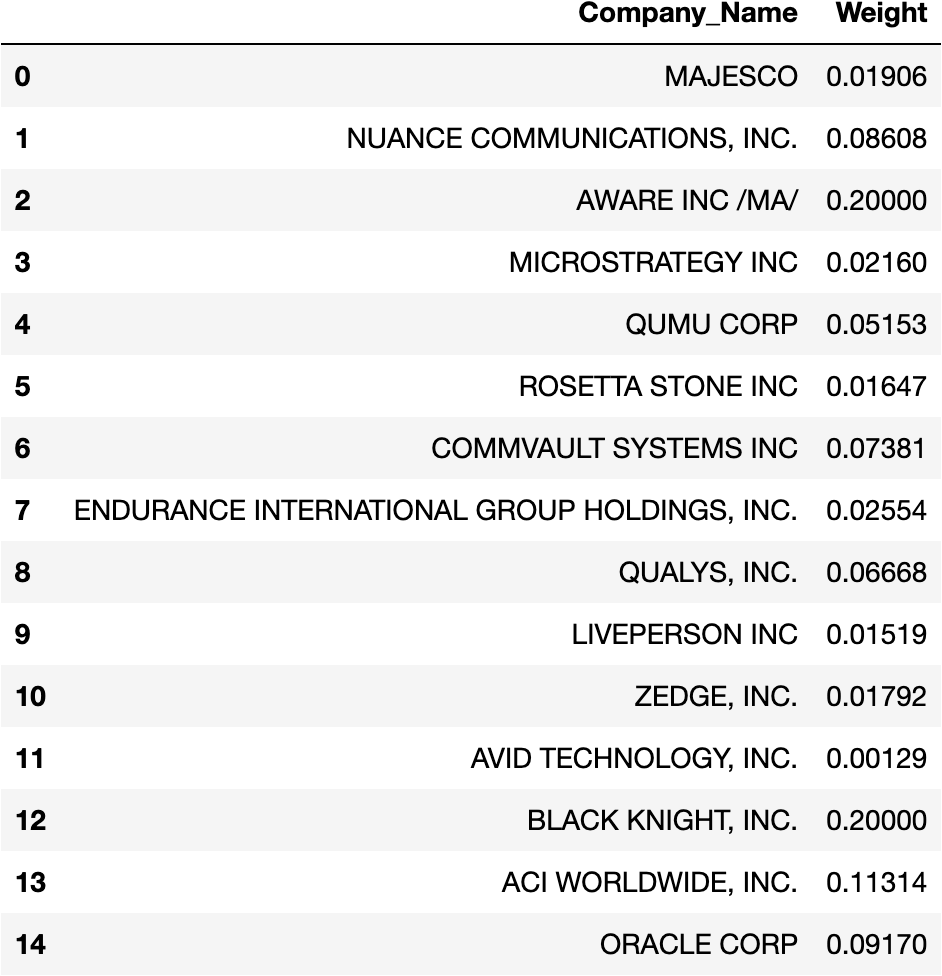 Company_Name Weight
0 MAJESCO 0.01906
1 NUANCE COMMUNICATIONS, INC. 0.08608
2 AWARE INC /MA/ 0.20000
3 MICROSTRATEGY INC 0.02160
4 QUMU CORP 0.05153
5 ROSETTA STONE INC 0.01647
6 COMMVAULT SYSTEMS INC 0.07381
7 ENDURANCE INTERNATIONAL GROUP HOLDINGS, INC. 0.02554
8 QUALYS, INC. 0.06668
9 LIVEPERSON INC 0.01519
10 ZEDGE, INC. 0.01792
11 AVID TECHNOLOGY, INC. 0.00129
12 BLACK KNIGHT, INC. 0.20000
13 ACI WORLDWIDE, INC. 0.11314
14 ORACLE CORP 0.09170